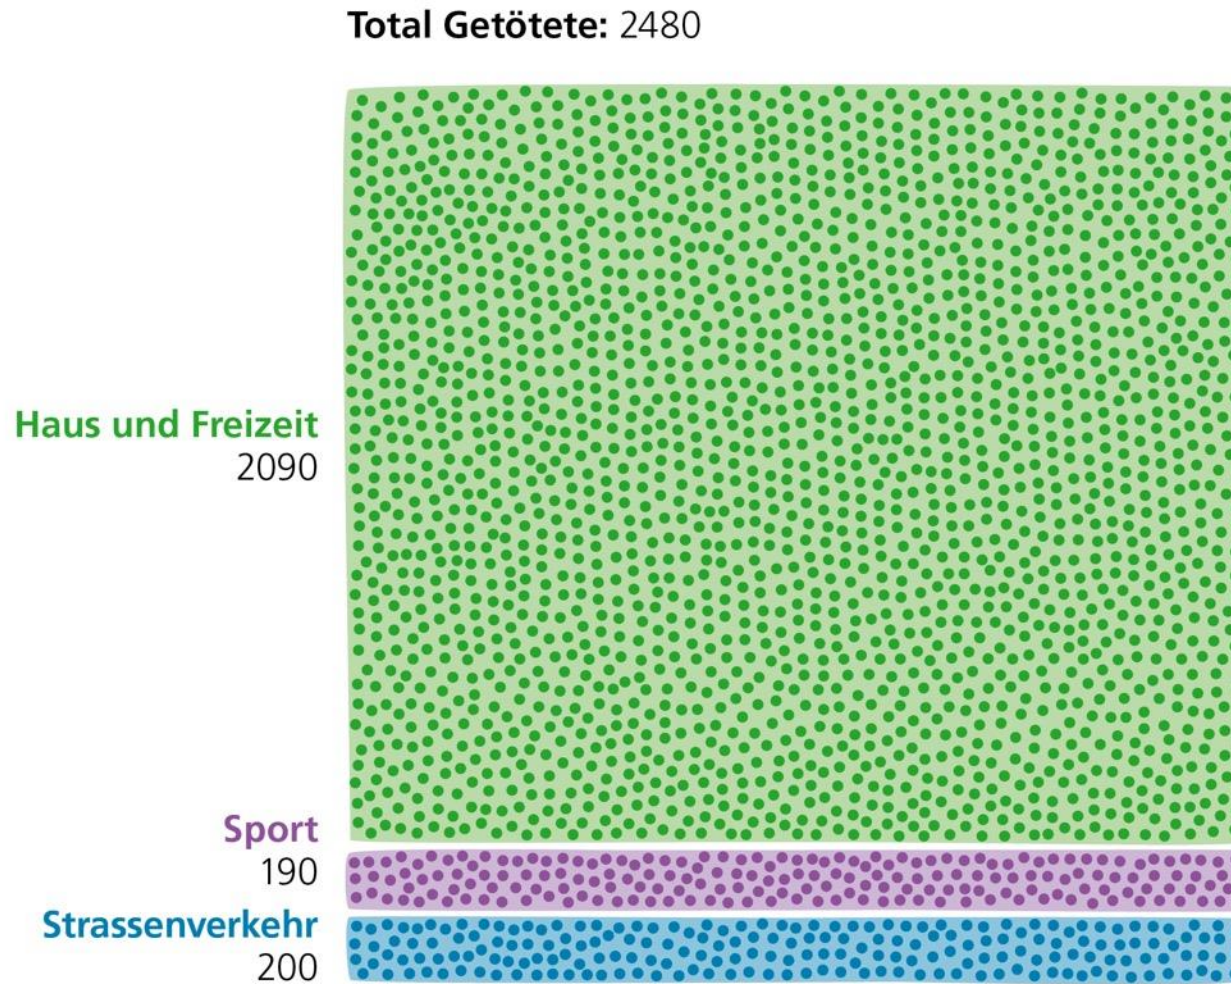 Total Getötete: 2480
Haus und Freizeit
2090
Sport
190
Strassenverkehr
200